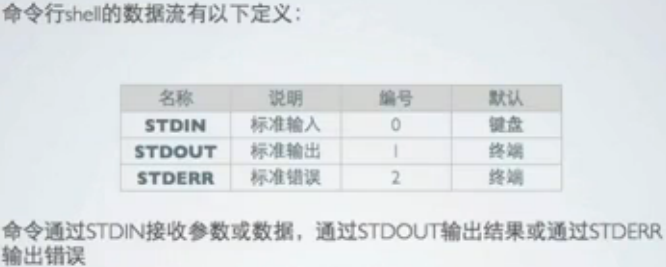 命令行shell的数据流有以下定义：
名称 说明 编号 默认
STDIN 标准输入 0 键盘
STDOUT 标准输出 1 终端
STDERR 标准错误 2 终端
命令通过STDIN接收参数或数据，通过STDOUT输出结果或通过STDERR
输出错误